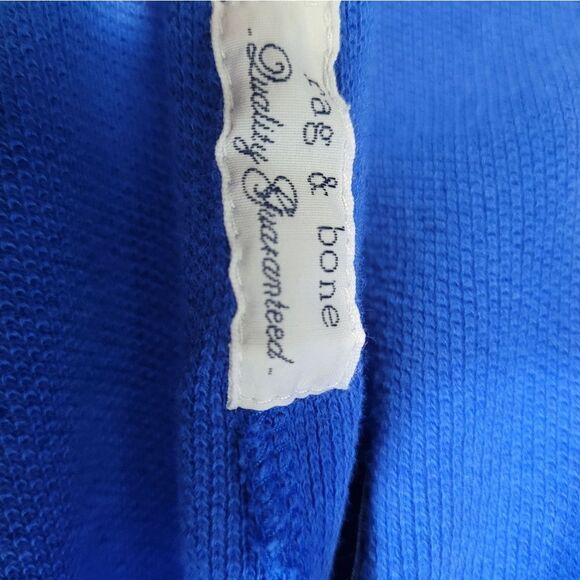 rag & bone
-Quality Guaranteed-